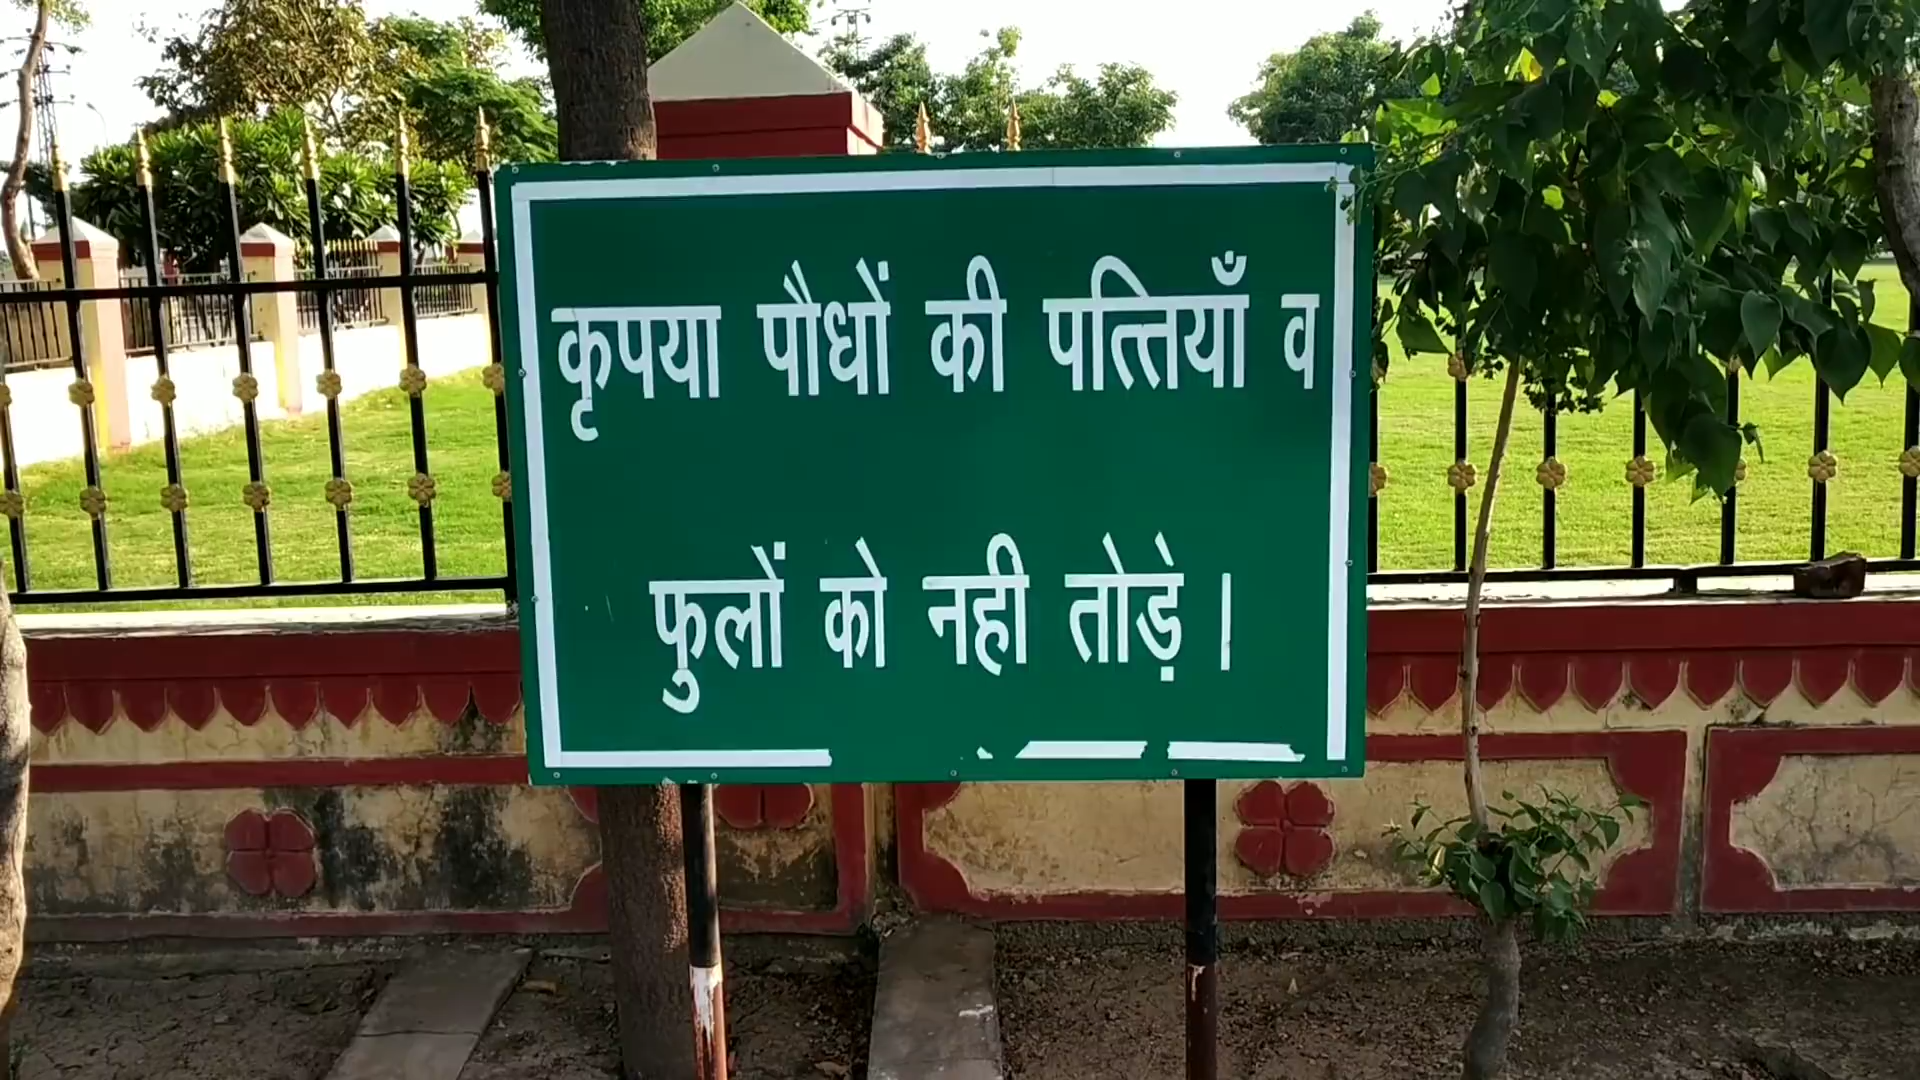 कृपया पौधों की पत्तियाँ व
फुलों को नही तोड़े।